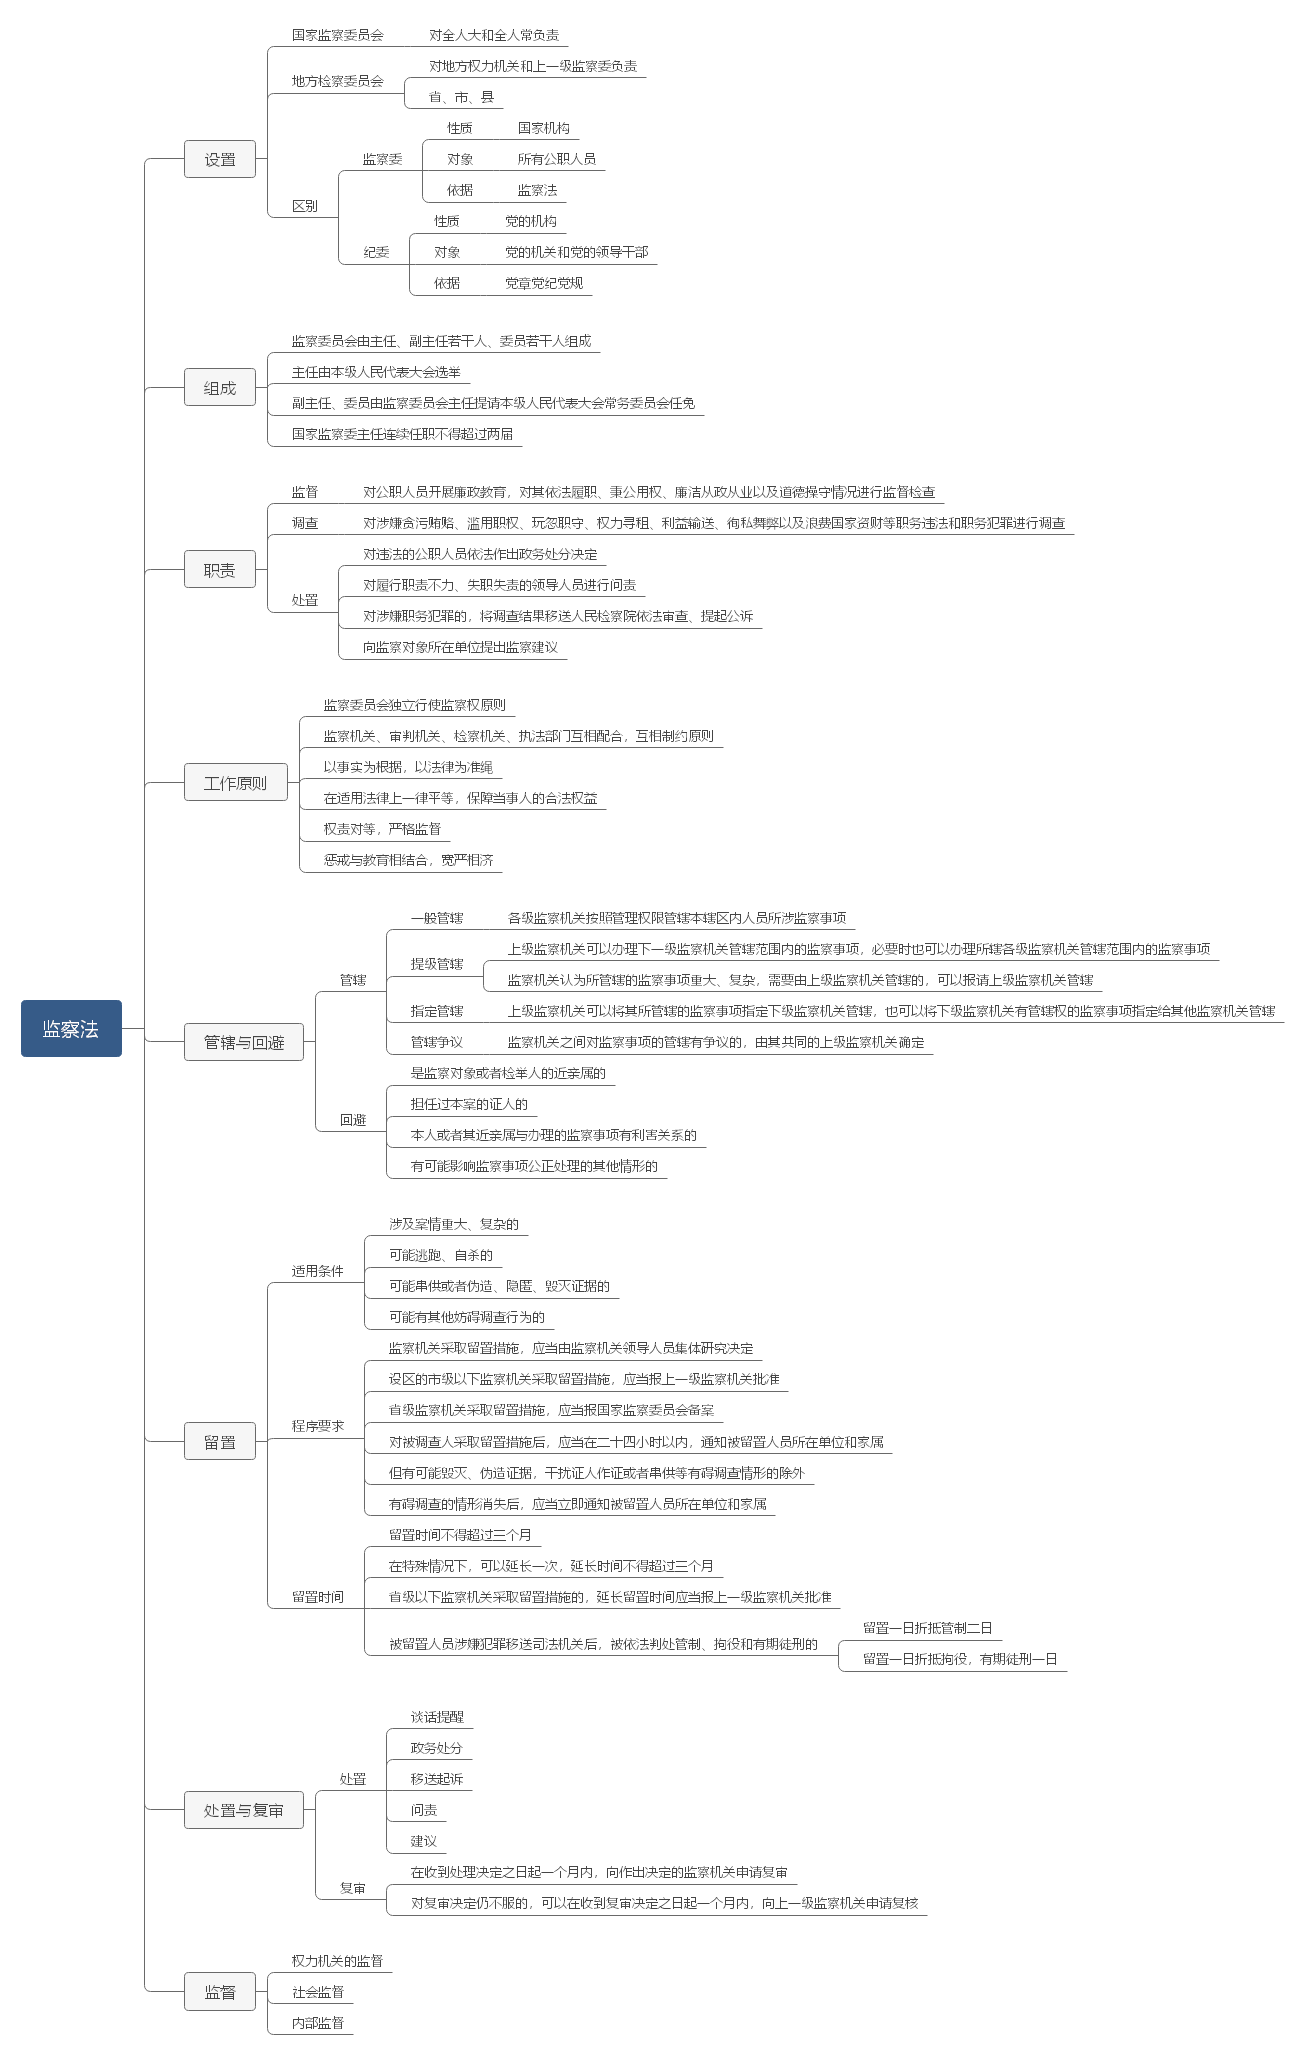 监察法
设置
国家监察委员会
对全人大和全人常负责
地方检察委员会
对地方权力机关和上一级监察委负责
省、市、县
区别
监察委
性质
国家机构
对象
所有公职人员
依据
监察法
纪委
性质
党的机构
对象
党的机关和党的领导干部
依据
党章党纪党规
组成
监察委员会由主任、副主任若干人、委员若干人组成
主任由本级人民代表大会选举
副主任、委员由监察委员会主任提请本级人民代表大会常务委员会任免
国家监察委主任连续任职不得超过两届
职责
监督
对公职人员开展廉政教育，对其依法履职、秉公用权、廉洁从政从业以及道德操守情况进行监督检查
调查
对涉嫌贪污贿赂、滥用职权、玩忽职守、权力寻租、利益输送、徇私舞弊以及浪费国家资财等职务违法和职务犯罪进行调查
处置
对违法的公职人员依法作出政务处分决定
对履行职责不力、失职失责的领导人员进行问责
对涉嫌职务犯罪的，将调查结果移送人民检察院依法审查、提起公诉
向监察对象所在单位提出监察建议
工作原则
监察委员会独立行使监察权原则
监察机关、审判机关、检察机关、执法部门互相配合，互相制约原则
以事实为根据，以法律为准绳
在适用法律上一律平等，保障当事人的合法权益
权责对等，严格监督
惩戒与教育相结合，宽严相济
管辖与回避
管辖
一般管辖
各级监察机关按照管理权限管辖本辖区内人员所涉监察事项
提级管辖
上级监察机关可以办理下一级监察机关管辖范围内的监察事项，必要时也可以办理所辖各级监察机关管辖范围内的监察事项
监察机关认为所管辖的监察事项重大、复杂，需要由上级监察机关管辖的，可以报请上级监察机关管辖
指定管辖
上级监察机关可以将其所管辖的监察事项指定下级监察机关管辖，也可以将下级监察机关有管辖权的监察事项指定给其他监察机关管辖
管辖争议
监察机关之间对监察事项的管辖有争议的，由其共同的上级监察机关确定
回避
是监察对象或者检举人的近亲属的
担任过本案的证人的
本人或者其近亲属与办理的监察事项有利害关系的
有可能影响监察事项公正处理的其他情形的
留置
适用条件
涉及案情重大、复杂的
可能逃跑、自杀的
可能串供或者伪造、隐匿、毁灭证据的
可能有其他妨碍调查行为的
程序要求
监察机关采取留置措施，应当由监察机关领导人员集体研究决定
设区的市级以下监察机关采取留置措施，应当报上一级监察机关批准
省级监察机关采取留置措施，应当报国家监察委员会备案
对被调查人采取留置措施后，应当在二十四小时以内，通知被留置人员所在单位和家属
但有可能毁灭、伪造证据，干扰证人作证或者串供等有碍调查情形的除外
有碍调查的情形消失后，应当立即通知被留置人员所在单位和家属
留置时间
留置时间不得超过三个月
在特殊情况下，可以延长一次，延长时间不得超过三个月
省级以下监察机关采取留置措施的，延长留置时间应当报上一级监察机关批准
被留置人员涉嫌犯罪移送司法机关后，被依法判处管制、拘役和有期徒刑的
留置一日折抵管制二日
留置一日折抵拘役，有期徒刑一日
处置与复审
处置
谈话提醒
政务处分
移送起诉
问责
建议
复审
在收到处理决定之日起一个月内，向作出决定的监察机关申请复审
对复审决定仍不服的，可以在收到复审决定之日起一个月内，向上一级监察机关申请复核
监督
权力机关的监督
社会监督
内部监督